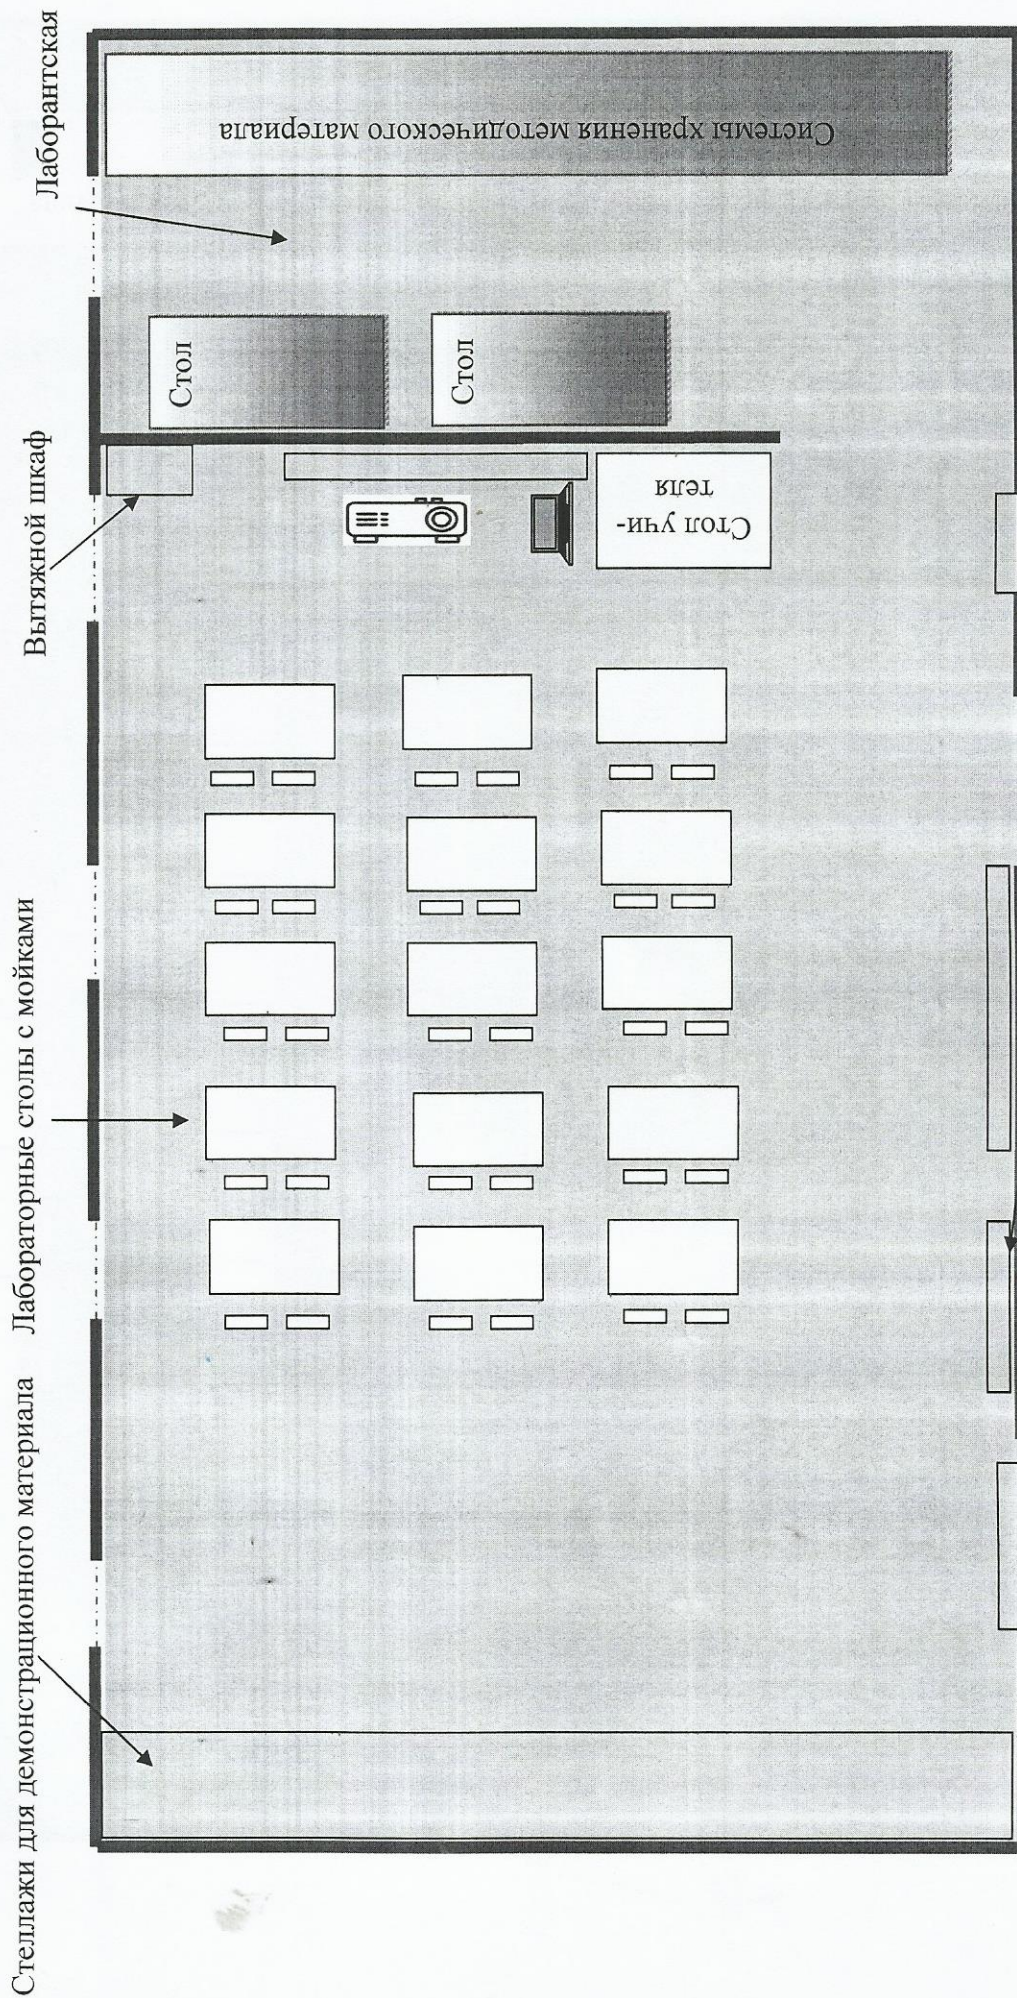 Стеллажи для демонстрационного материала
Лабораторные столы с мойками
Вытяжной шкаф
Лаборантская
Стол
Стол
Стол учи-
теля
Системы хранения методического материала